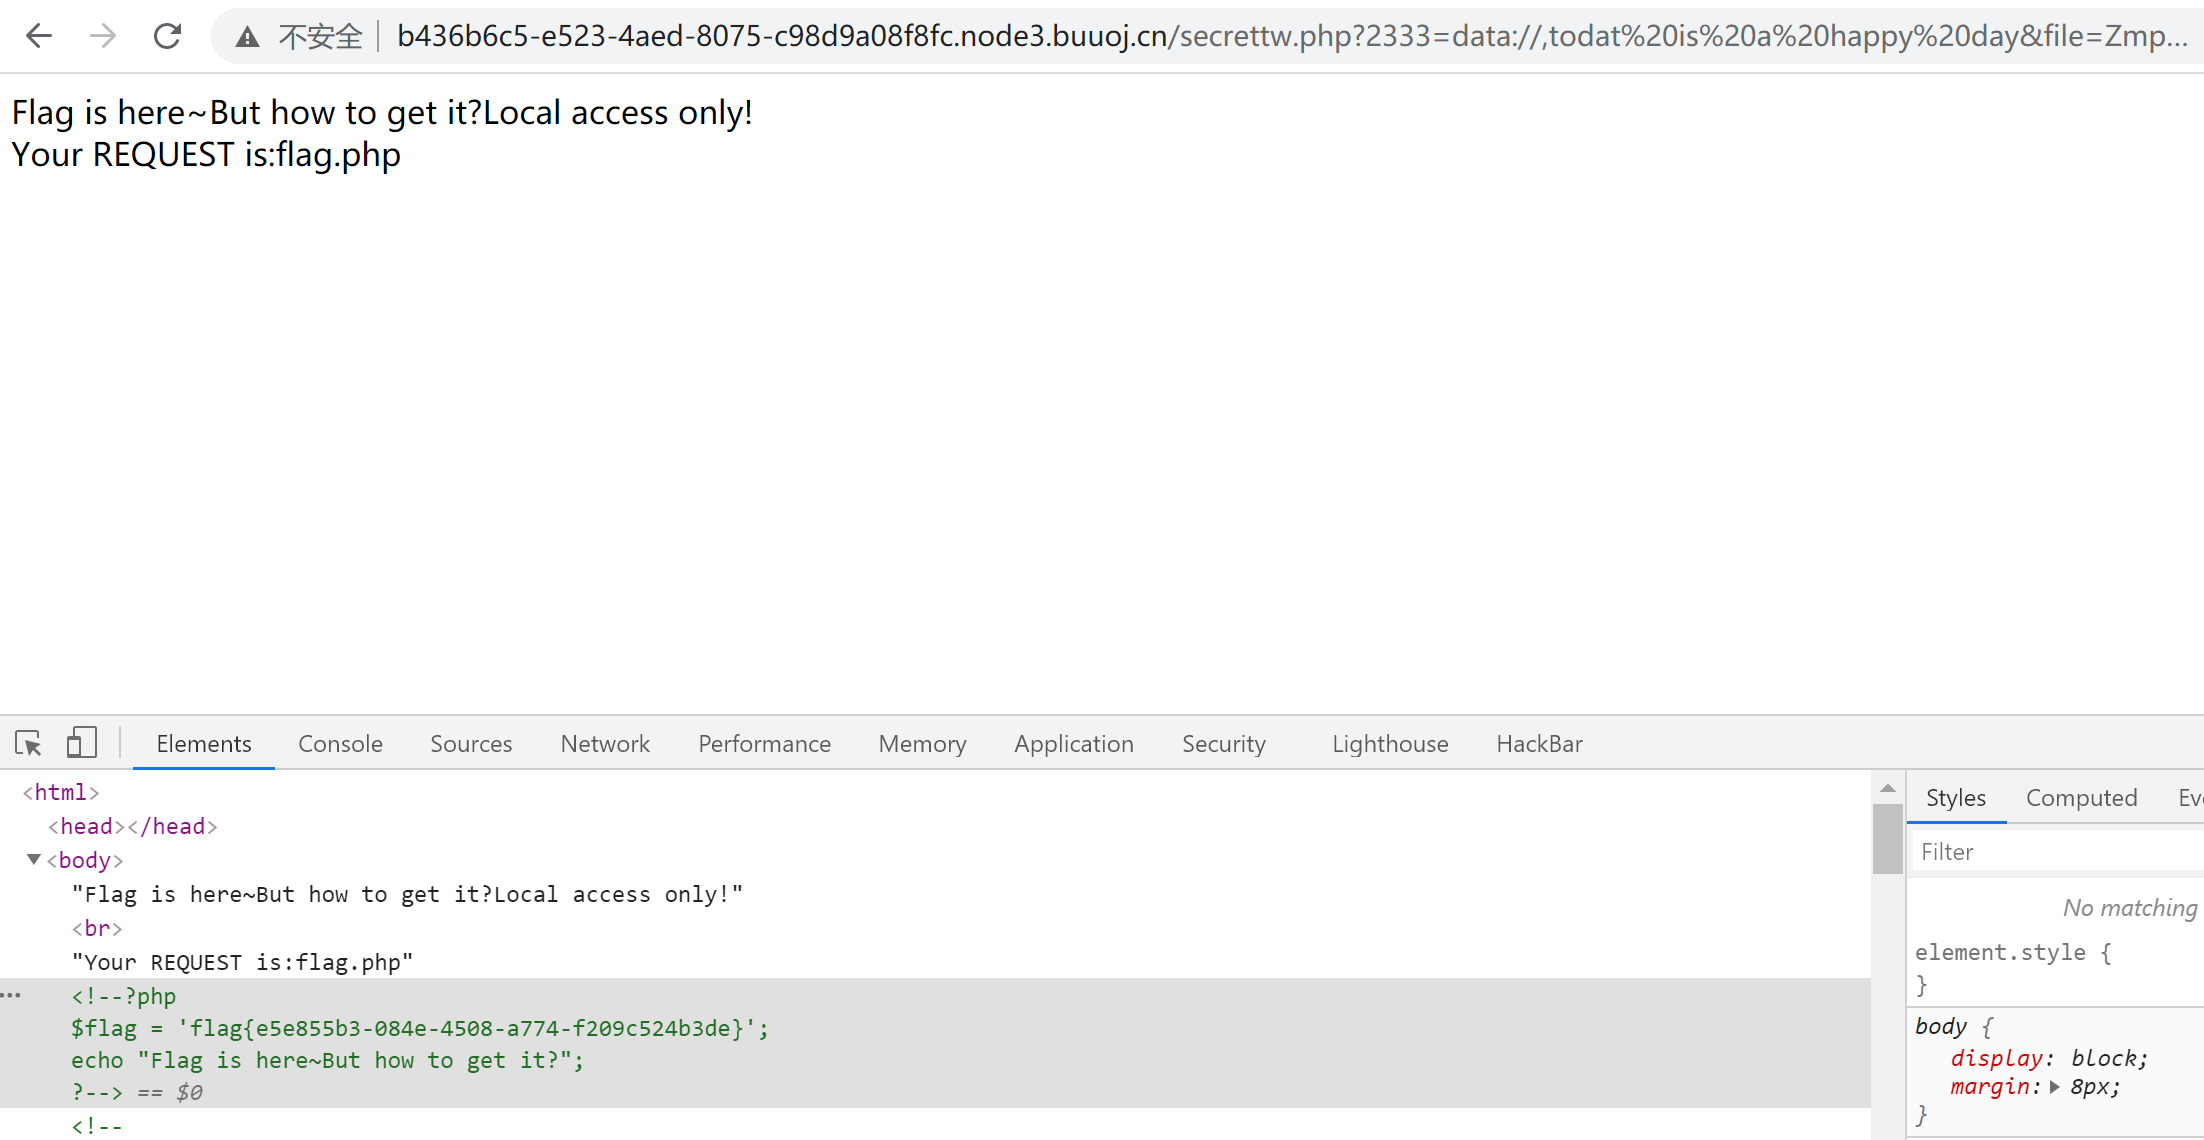 不安全 b436b6c5-e523-4aed-8075-c98d9a08f8fc.node3.buuoj.cn/secrettw.php?2333=data://,todat%20is%20a%20happy%20day&file=Zmp...
Flag is here~But how to get it?Local access only!
Your REQUEST is:flag.php
Elements Console Sources Network Performance Memory Application Security Lighthouse HackBar
<html>
<head></head>
<body>
"Flag is here~But how to get it?Local access only!"
<br>
"Your REQUEST is:flag.php"
<!--?php
$flag = 'flag{e5e855b3-084e-4508-a774-f209c524b3de}';
echo "Flag is here~But how to get it?";
?--> == $0
<!--
Styles Computed Ev
Filter
No matching
element.style {
}
body {
display: block;
margin: 8px;
}